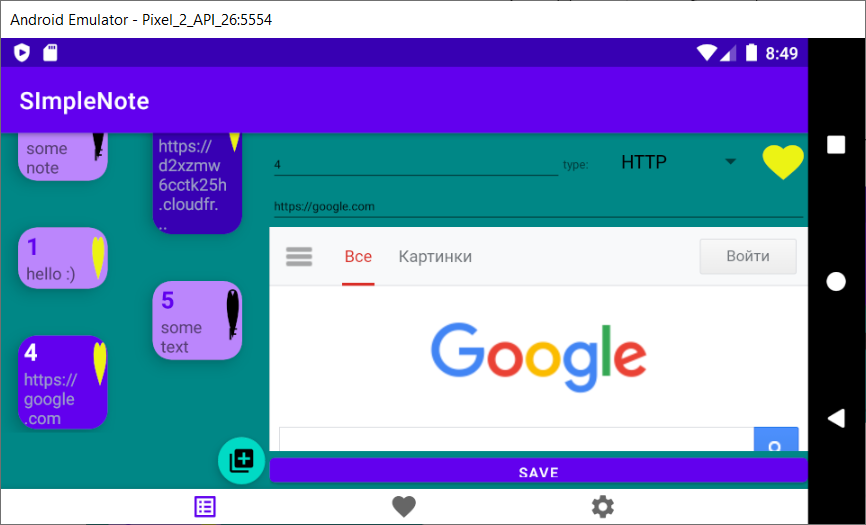 Android Emulator - Pixel_2_API_26:5554
8:49
SImpleNote
some
note
https://
d2xzmw
6cctk25h
.cloudfr.
..
1
hello :)
4
https://
google
.com
5
some
text
4
type:
HTTP
https://google.com
Все
Картинки
Войти
Google
SAVE